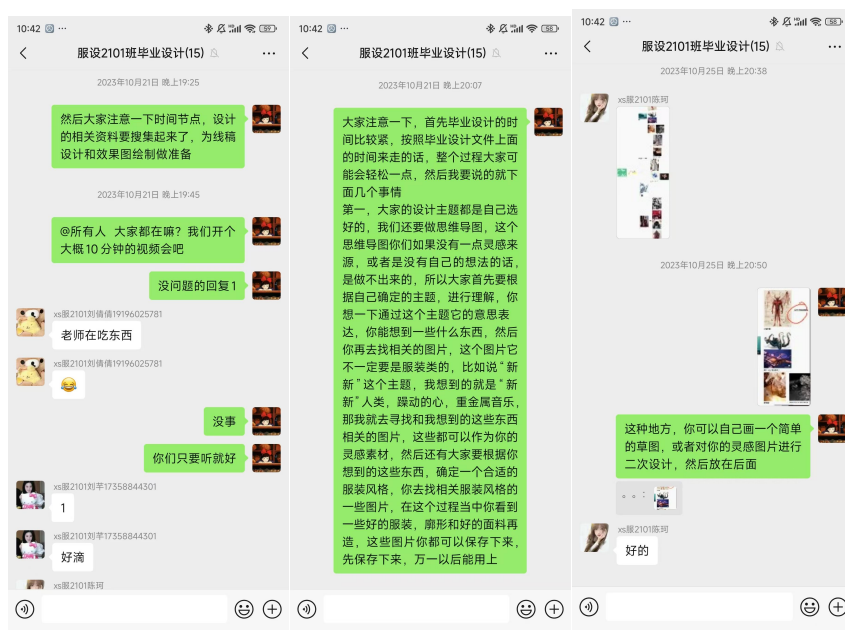 10:42
59
服设2101班毕业设计(15)
2023年10月21日 晚上19:25
然后大家注意一下时间节点，设计
的相关资料要搜集起来了，为线稿
设计和效果图绘制做准备
2023年10月21日 晚上19:45
@所有人 大家都在嘛？我们开个
大概10分钟的视频会吧
没问题的回复1
xs服2101刘倩倩19196025781
老师在吃东西
xs服2101刘倩倩19196025781
没事
你们只要听就好
xs服2101刘芊17358844301
1
xs服2101刘芊17358844301
好滴
xs服2101陈珂
10:42
58
服设2101班毕业设计(15)
2023年10月21日 晚上20:07
大家注意一下，首先毕业设计的时
间比较紧，按照毕业设计文件上面
的时间来走的话，整个过程大家可
能会轻松一点，然后我要说的就下
面几个事情
第一，大家的设计主题都是自己选
好的，我们还要做思维导图，这个
思维导图你们如果没有一点灵感来
源，或者是没有自己的想法的话，
是做不出来的，所以大家首先要根
据自己确定的主题，进行理解，你
想一下通过这个主题它的意思表
达，你能想到一些什么东西，然后
你再去找相关的图片，这个图片它
不一定要是服装类的，比如说“新
新”这个主题，我想到的就是“新
新”人类，躁动的心，重金属音乐，
那我就去寻找和我想到的这些东西
相关的图片，这些都可以作为你的
灵感素材，然后还有大家要根据你
想到的这些东西，确定一个合适的
服装风格，你去找相关服装风格的
一些图片，在这个过程当中你看到
一些好的服装，廓形和好的面料再
造，这些图片你都可以保存下来，
先保存下来，万一以后能用上
10:42
58
服设2101班毕业设计(15)
2023年10月25日 晚上20:38
xs服2101陈珂
2023年10月25日 晚上20:50
这种地方，你可以自己画一个简单
的草图，或者对你的灵感图片进行
二次设计，然后放在后面
xs服2101陈珂
好的